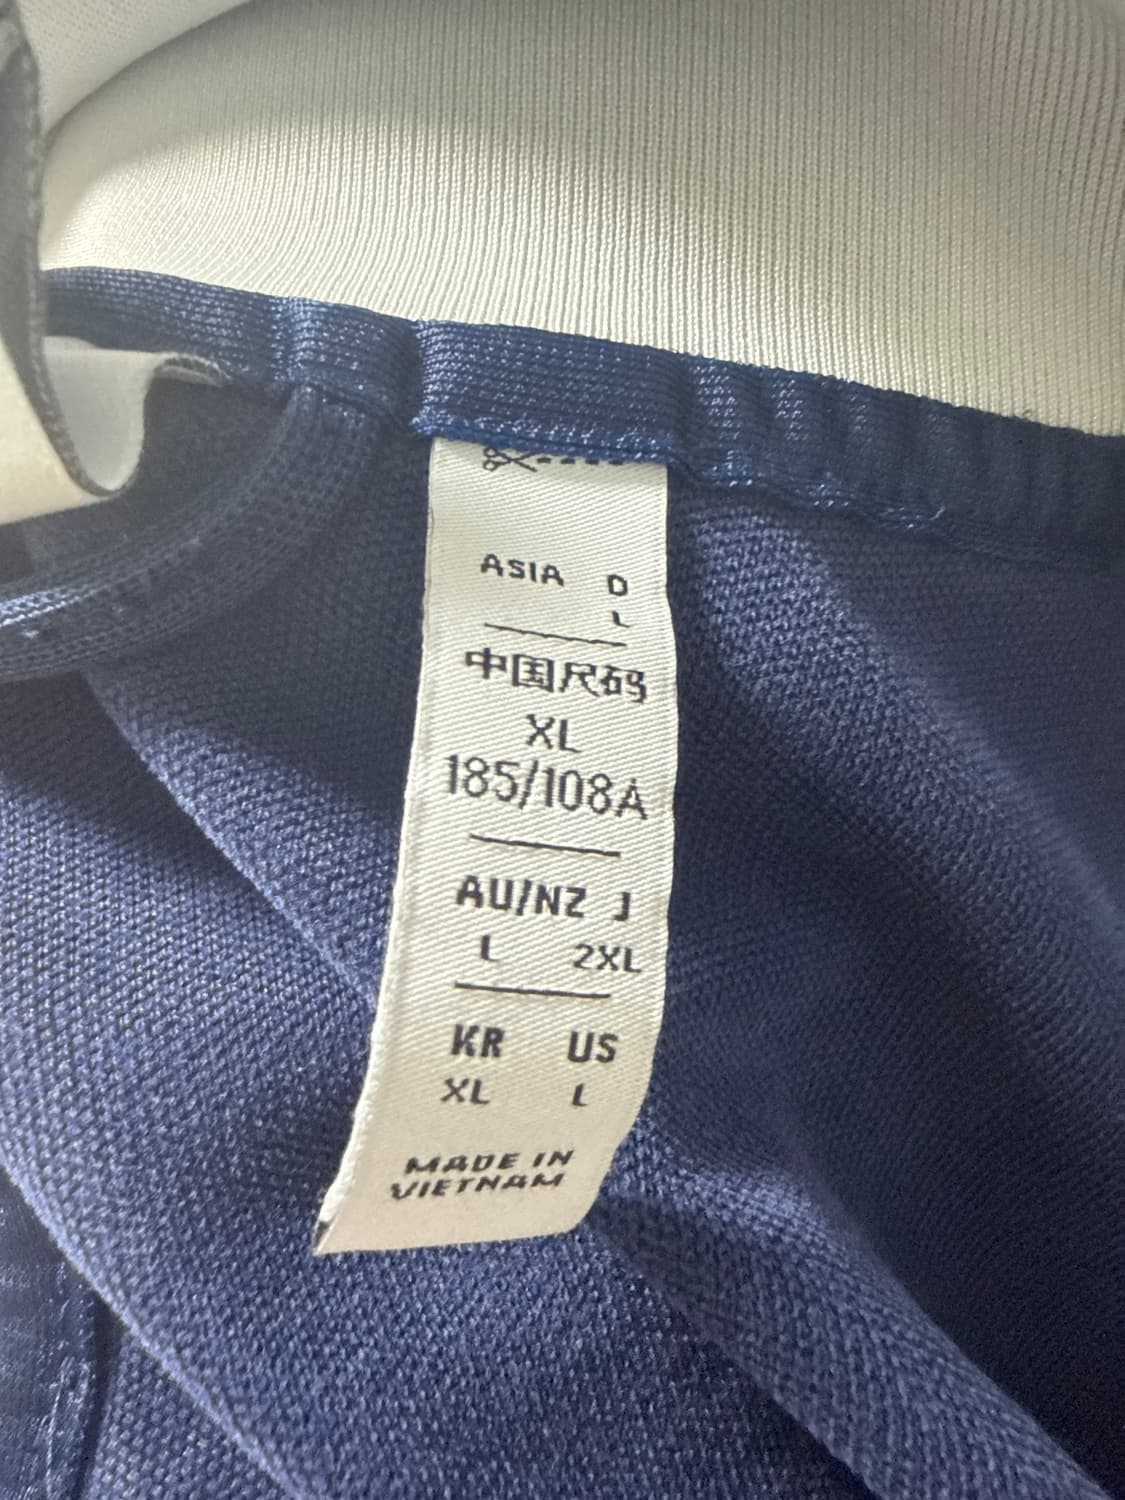 ASIA D
L
中国尺码
XL
185/108A
AU/NZ J
L 2XL
KR US
XL L
MADE IN
VIETNAM